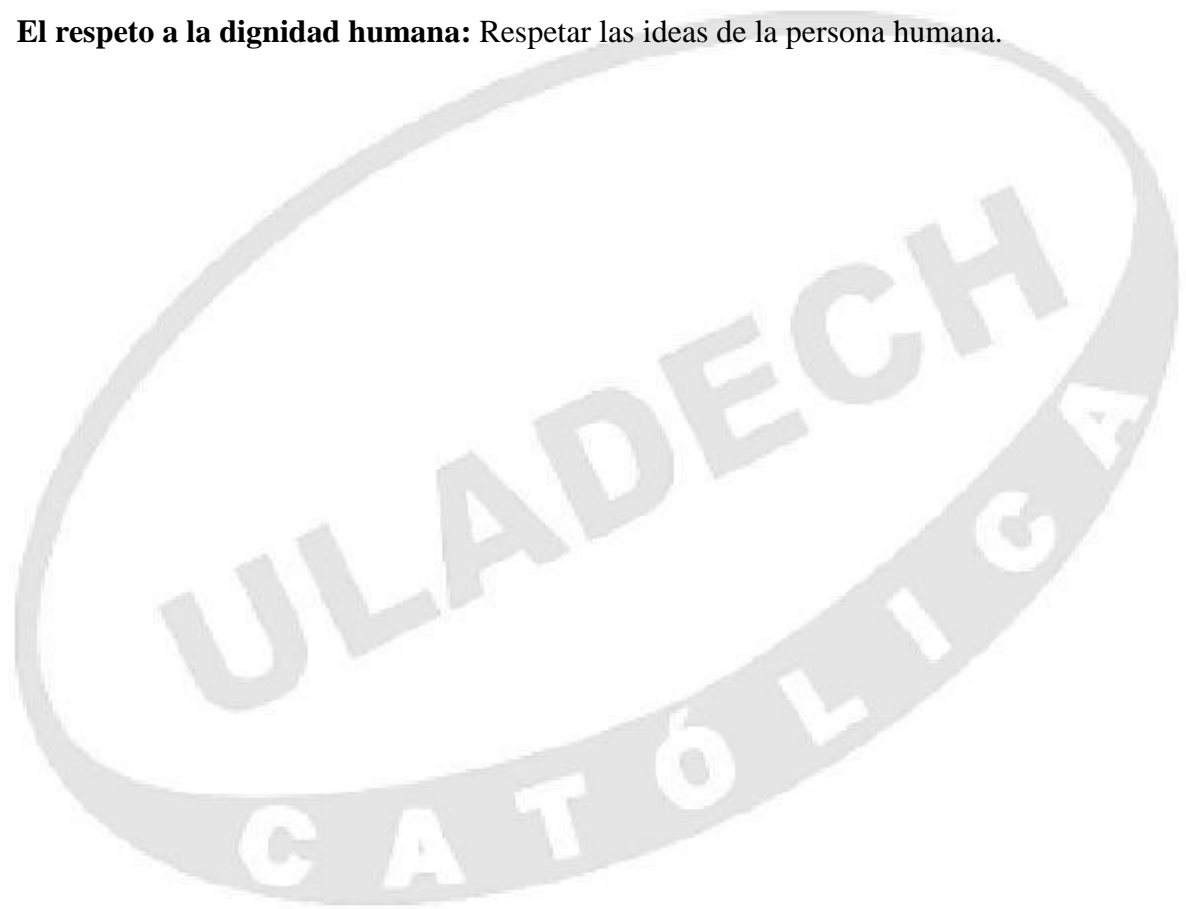 El respeto a la dignidad humana: Respetar las ideas de la persona humana.
ULADECH
CATÓLICA